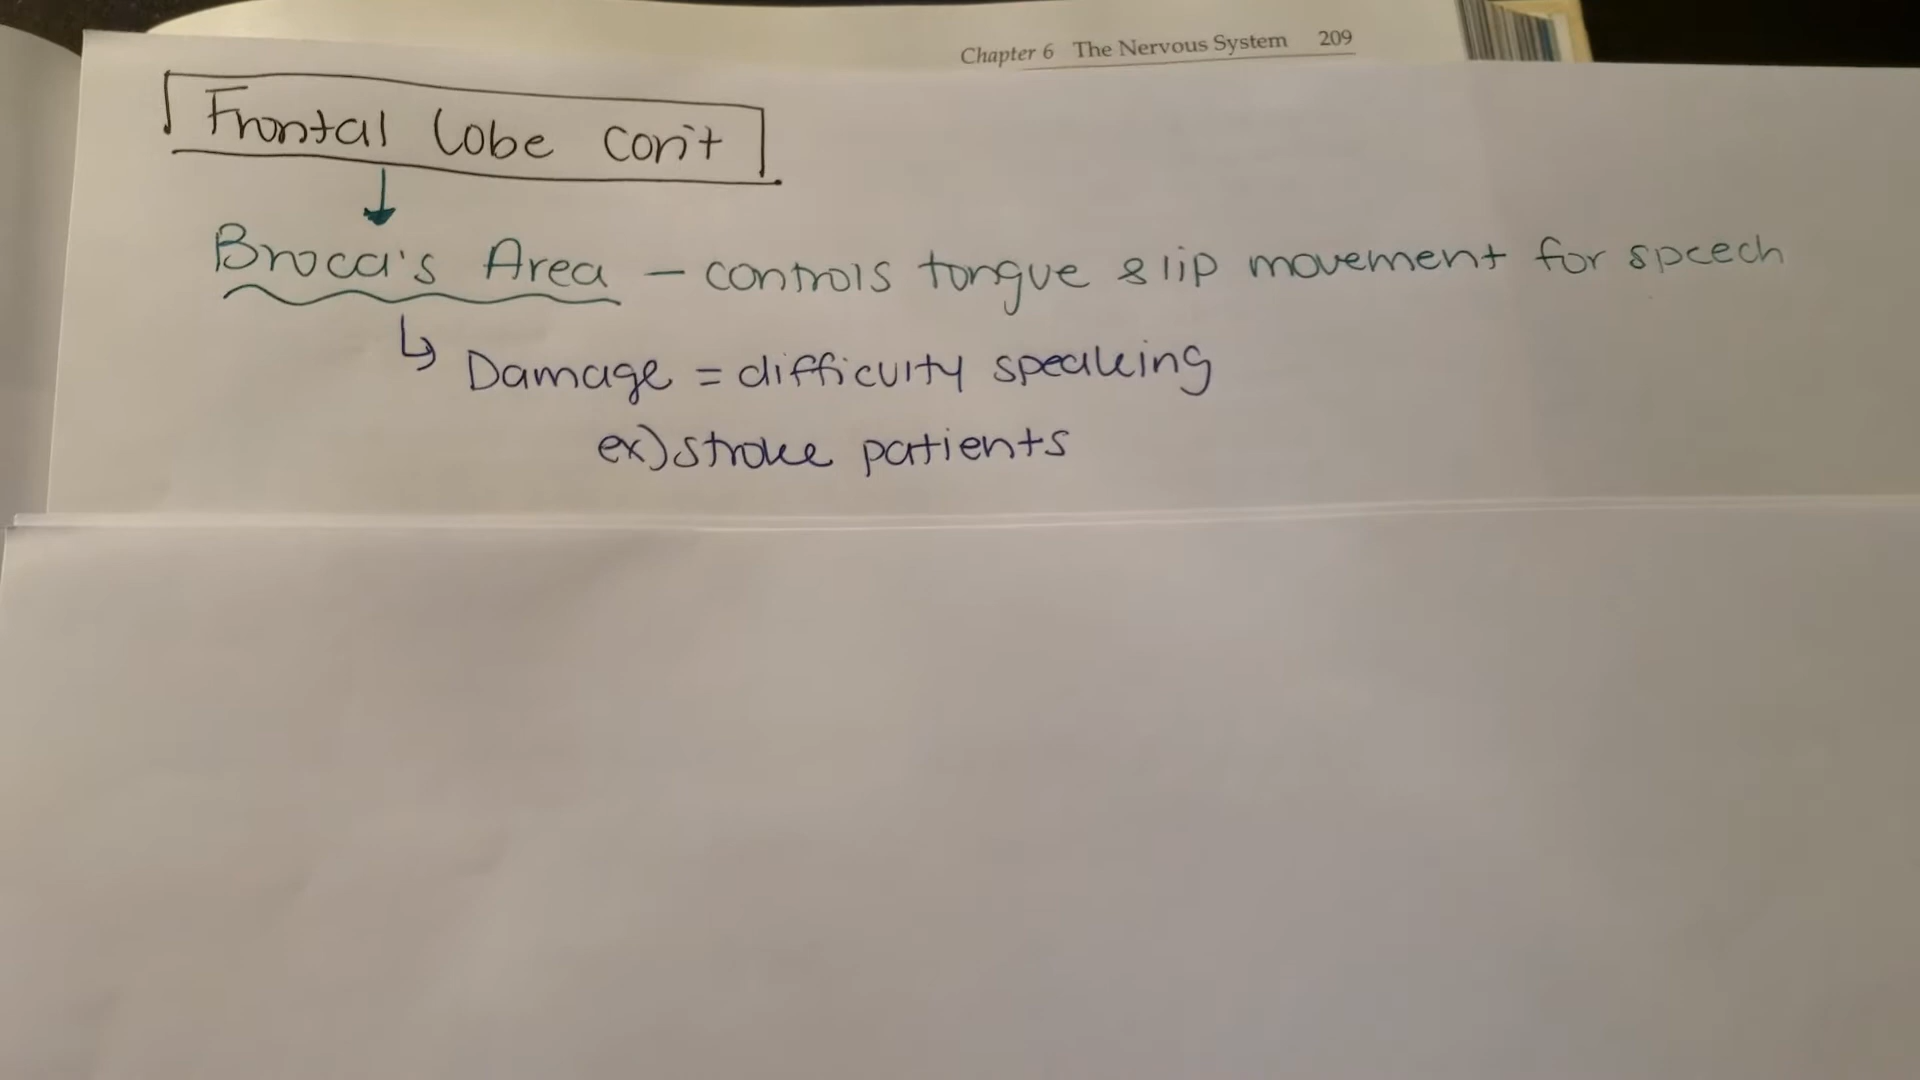 Chapter 6 The Nervous System 209
Frontal lobe con't
Broca's Area – controls tongue & lip movement for speech
Damage = difficulty speaking
ex) stroke patients